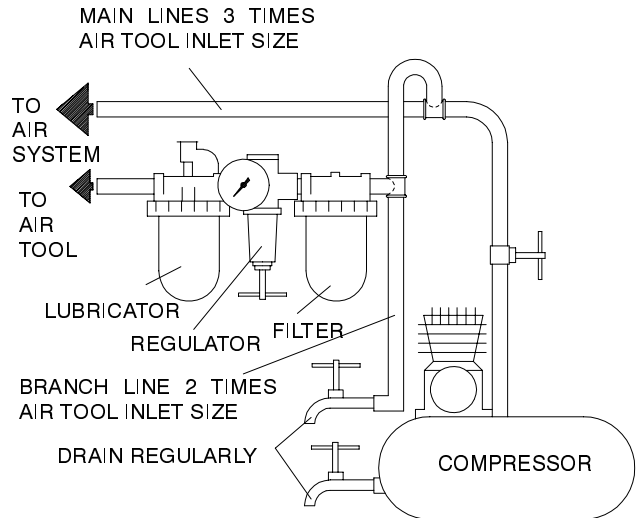 MAIN LINES 3 TIMES
AIR TOOL INLET SIZE
TO
AIR
SYSTEM
TO
AIR
TOOL
LUBRICATOR
REGULATOR
FILTER
BRANCH LINE 2 TIMES
AIR TOOL INLET SIZE
DRAIN REGULARLY
COMPRESSOR